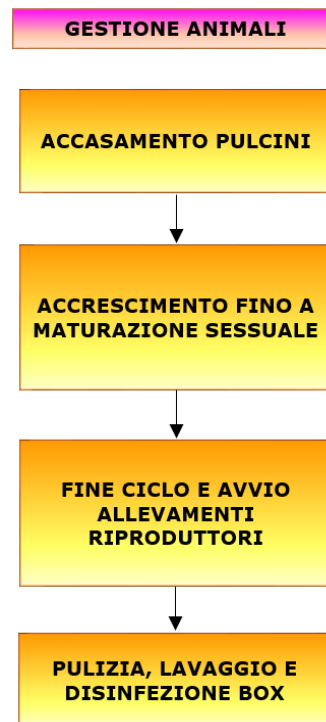 GESTIONE ANIMALI
ACCASAMENTO PULCINI
ACCRESCIMENTO FINO A
MATURAZIONE SESSUALE
FINE CICLO E AVVIO
ALLEVAMENTI
RIPRODUTTORI
PULIZIA, LAVAGGIO E
DISINFEZIONE BOX